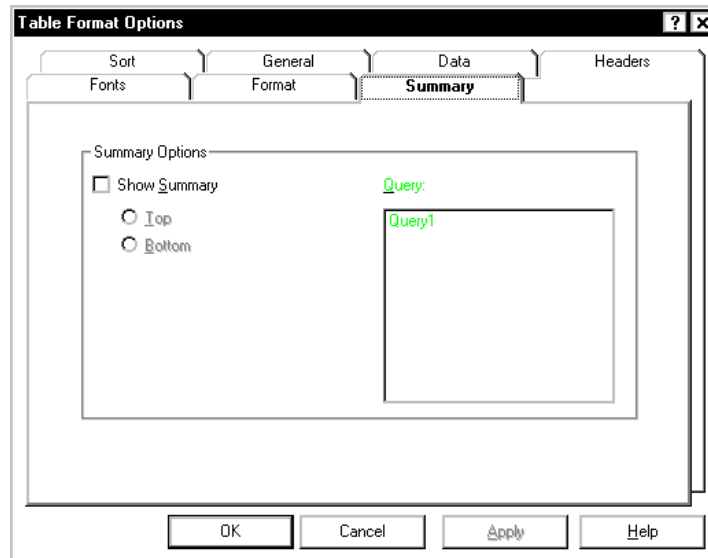 Table Format Options
Sort General Data Headers
Fonts Format Summary
Summary Options
Show Summary Query:
Top Query1
Bottom
OK Cancel Apply Help